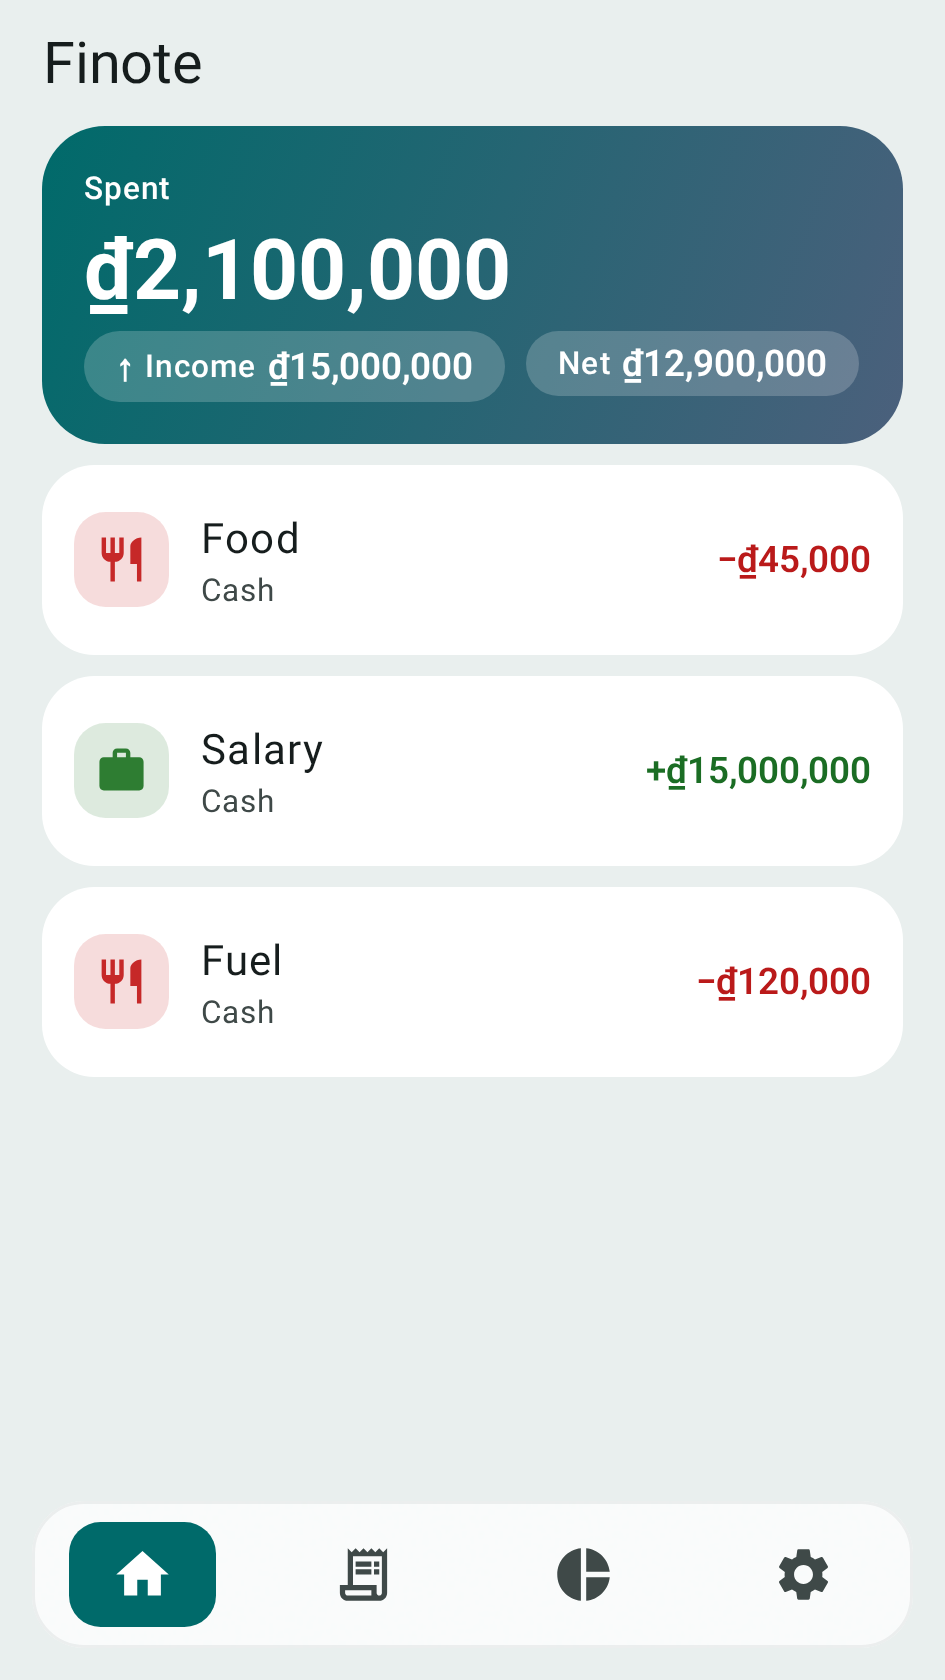 Finote
Spent
₫2,100,000
↑ Income ₫15,000,000
Net ₫12,900,000
Food
Cash
−₫45,000
Salary
Cash
+₫15,000,000
Fuel
Cash
−₫120,000